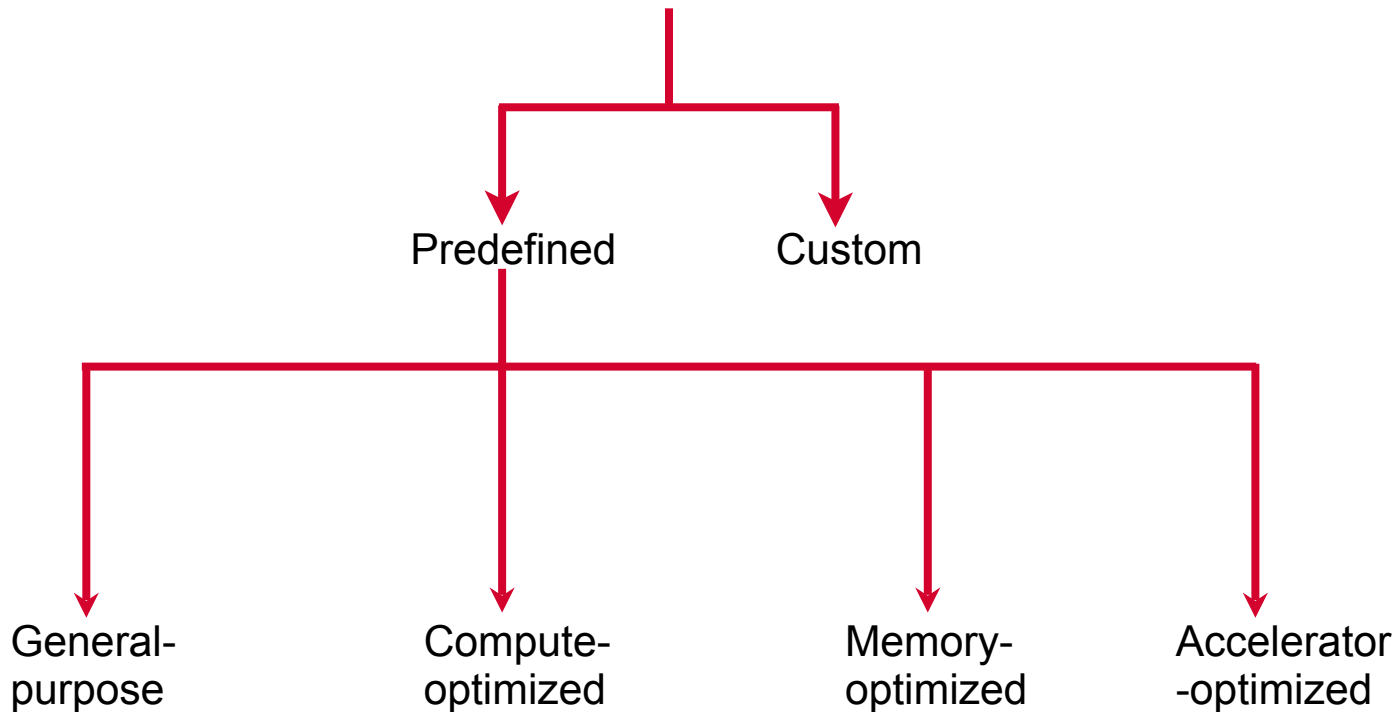 Predefined
Custom
General-
purpose
Compute-
optimized
Memory-
optimized
Accelerator
-optimized